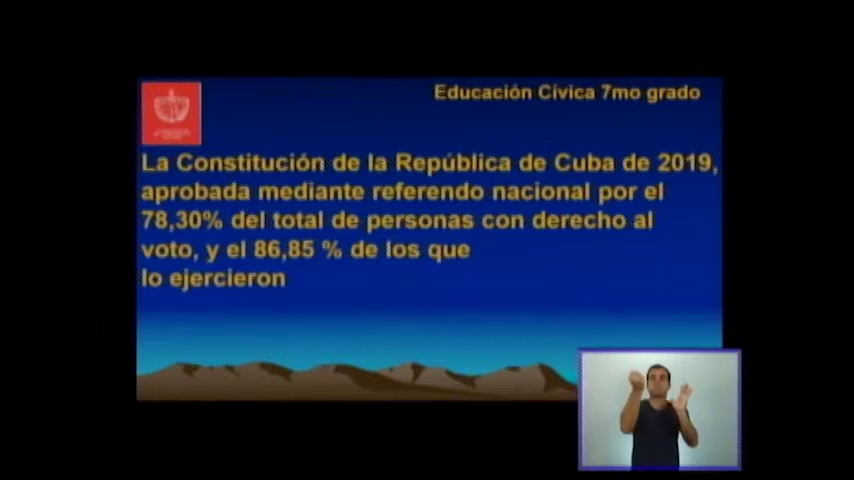 Educación Cívica 7mo grado
La Constitución de la República de Cuba de 2019,
aprobada mediante referendo nacional por el
78,30% del total de personas con derecho al
voto, y el 86,85 % de los que
lo ejercieron